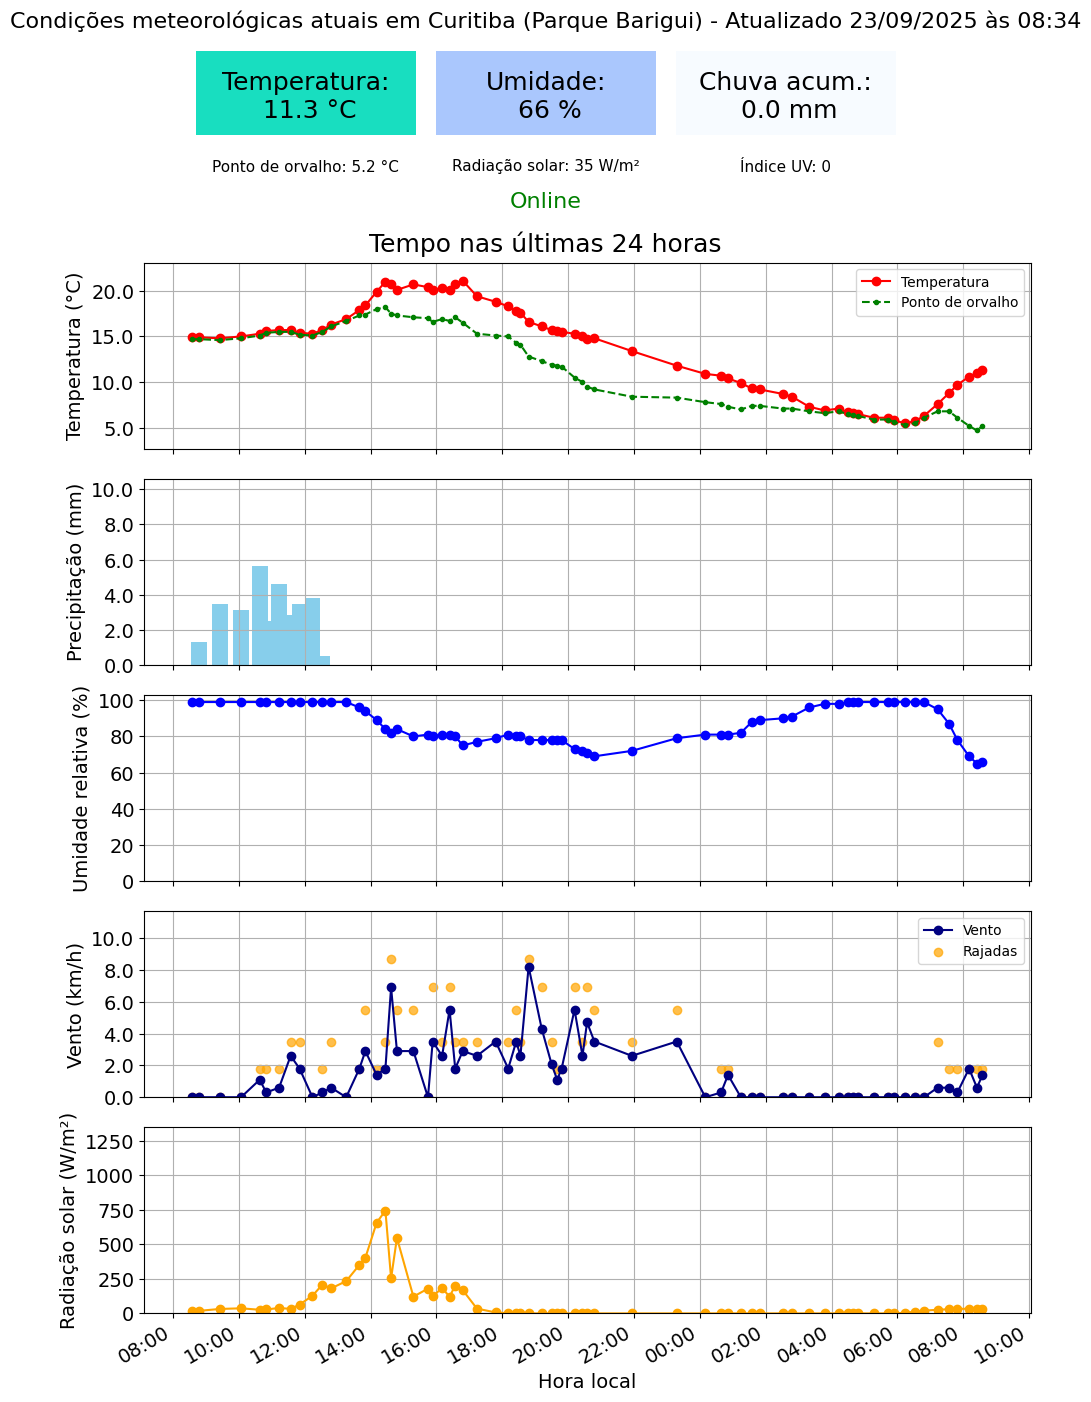 Condições meteorológicas atuais em Curitiba (Parque Barigui) - Atualizado 23/09/2025 às 08:34
Temperatura:
11.3 °C
Umidade:
66 %
Chuva acum.:
0.0 mm
Ponto de orvalho: 5.2 °C
Radiação solar: 35 W/m²
Índice UV: 0
Online
Tempo nas últimas 24 horas
Temperatura (°C)
20.0
15.0
10.0
5.0
Temperatura
Ponto de orvalho
Precipitação (mm)
10.0
8.0
6.0
4.0
2.0
0.0
Umidade relativa (%)
100
80
60
40
20
0
Vento (km/h)
10.0
8.0
6.0
4.0
2.0
0.0
Vento
Rajadas
Radiação solar (W/m²)
1250
1000
750
500
250
0
08:00
10:00
12:00
14:00
16:00
18:00
20:00
22:00
00:00
02:00
04:00
06:00
08:00
10:00
Hora local